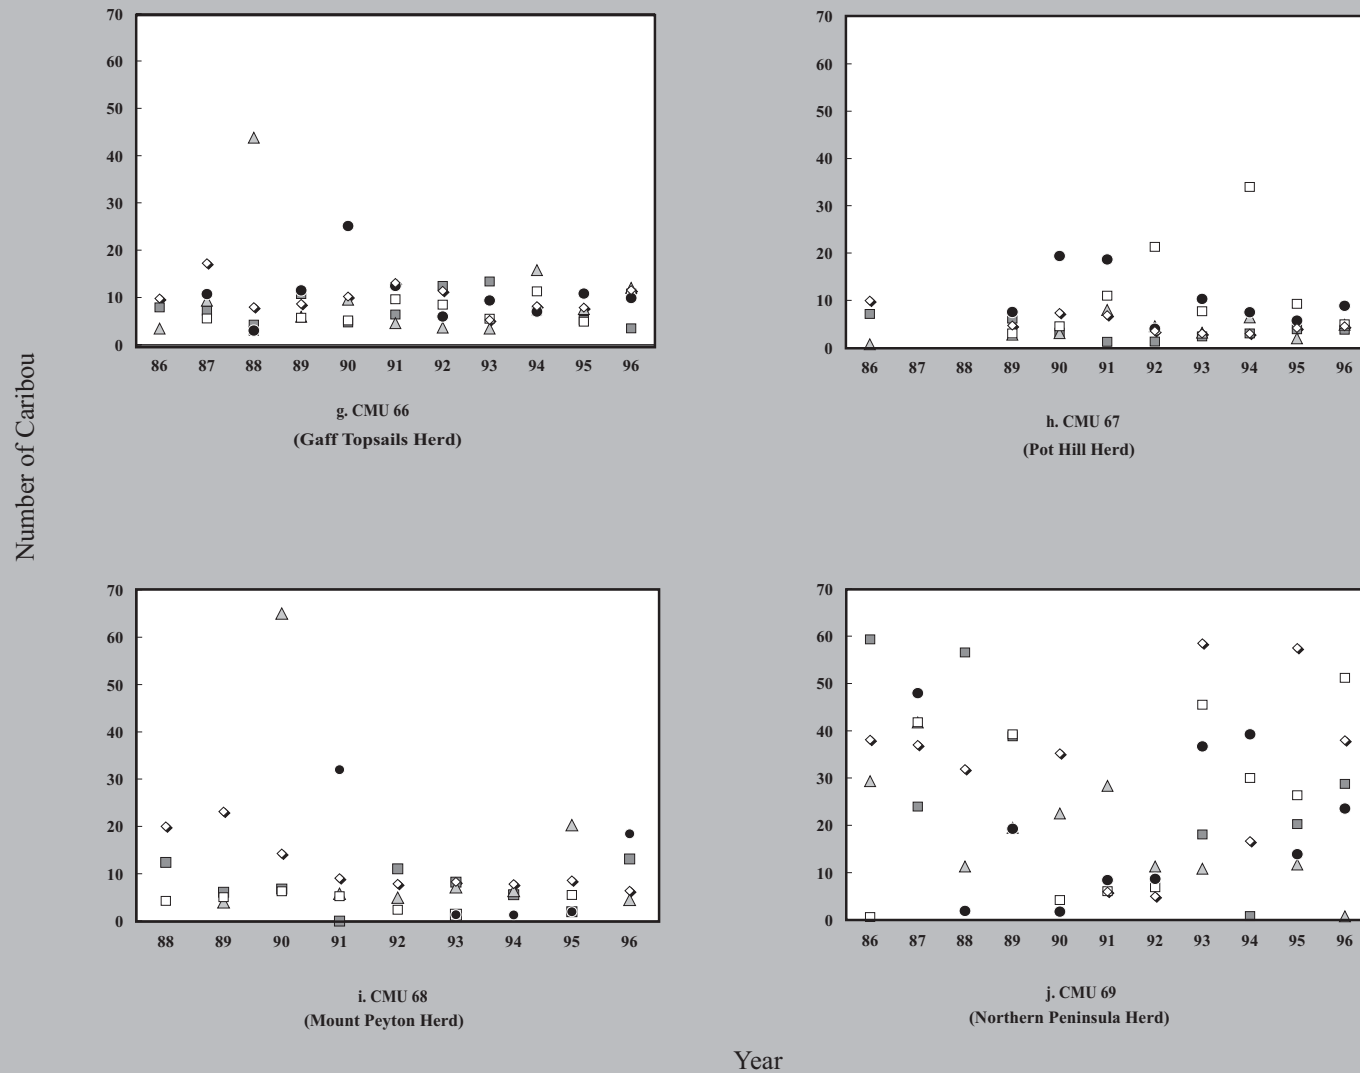 Number of Caribou
70
60
50
40
30
20
10
0
86 87 88 89 90 91 92 93 94 95 96
g. CMU 66
(Gaff Topsails Herd)
70
60
50
40
30
20
10
0
86 87 88 89 90 91 92 93 94 95 96
h. CMU 67
(Pot Hill Herd)
70
60
50
40
30
20
10
0
88 89 90 91 92 93 94 95 96
i. CMU 68
(Mount Peyton Herd)
70
60
50
40
30
20
10
0
86 87 88 89 90 91 92 93 94 95 96
j. CMU 69
(Northern Peninsula Herd)
Year